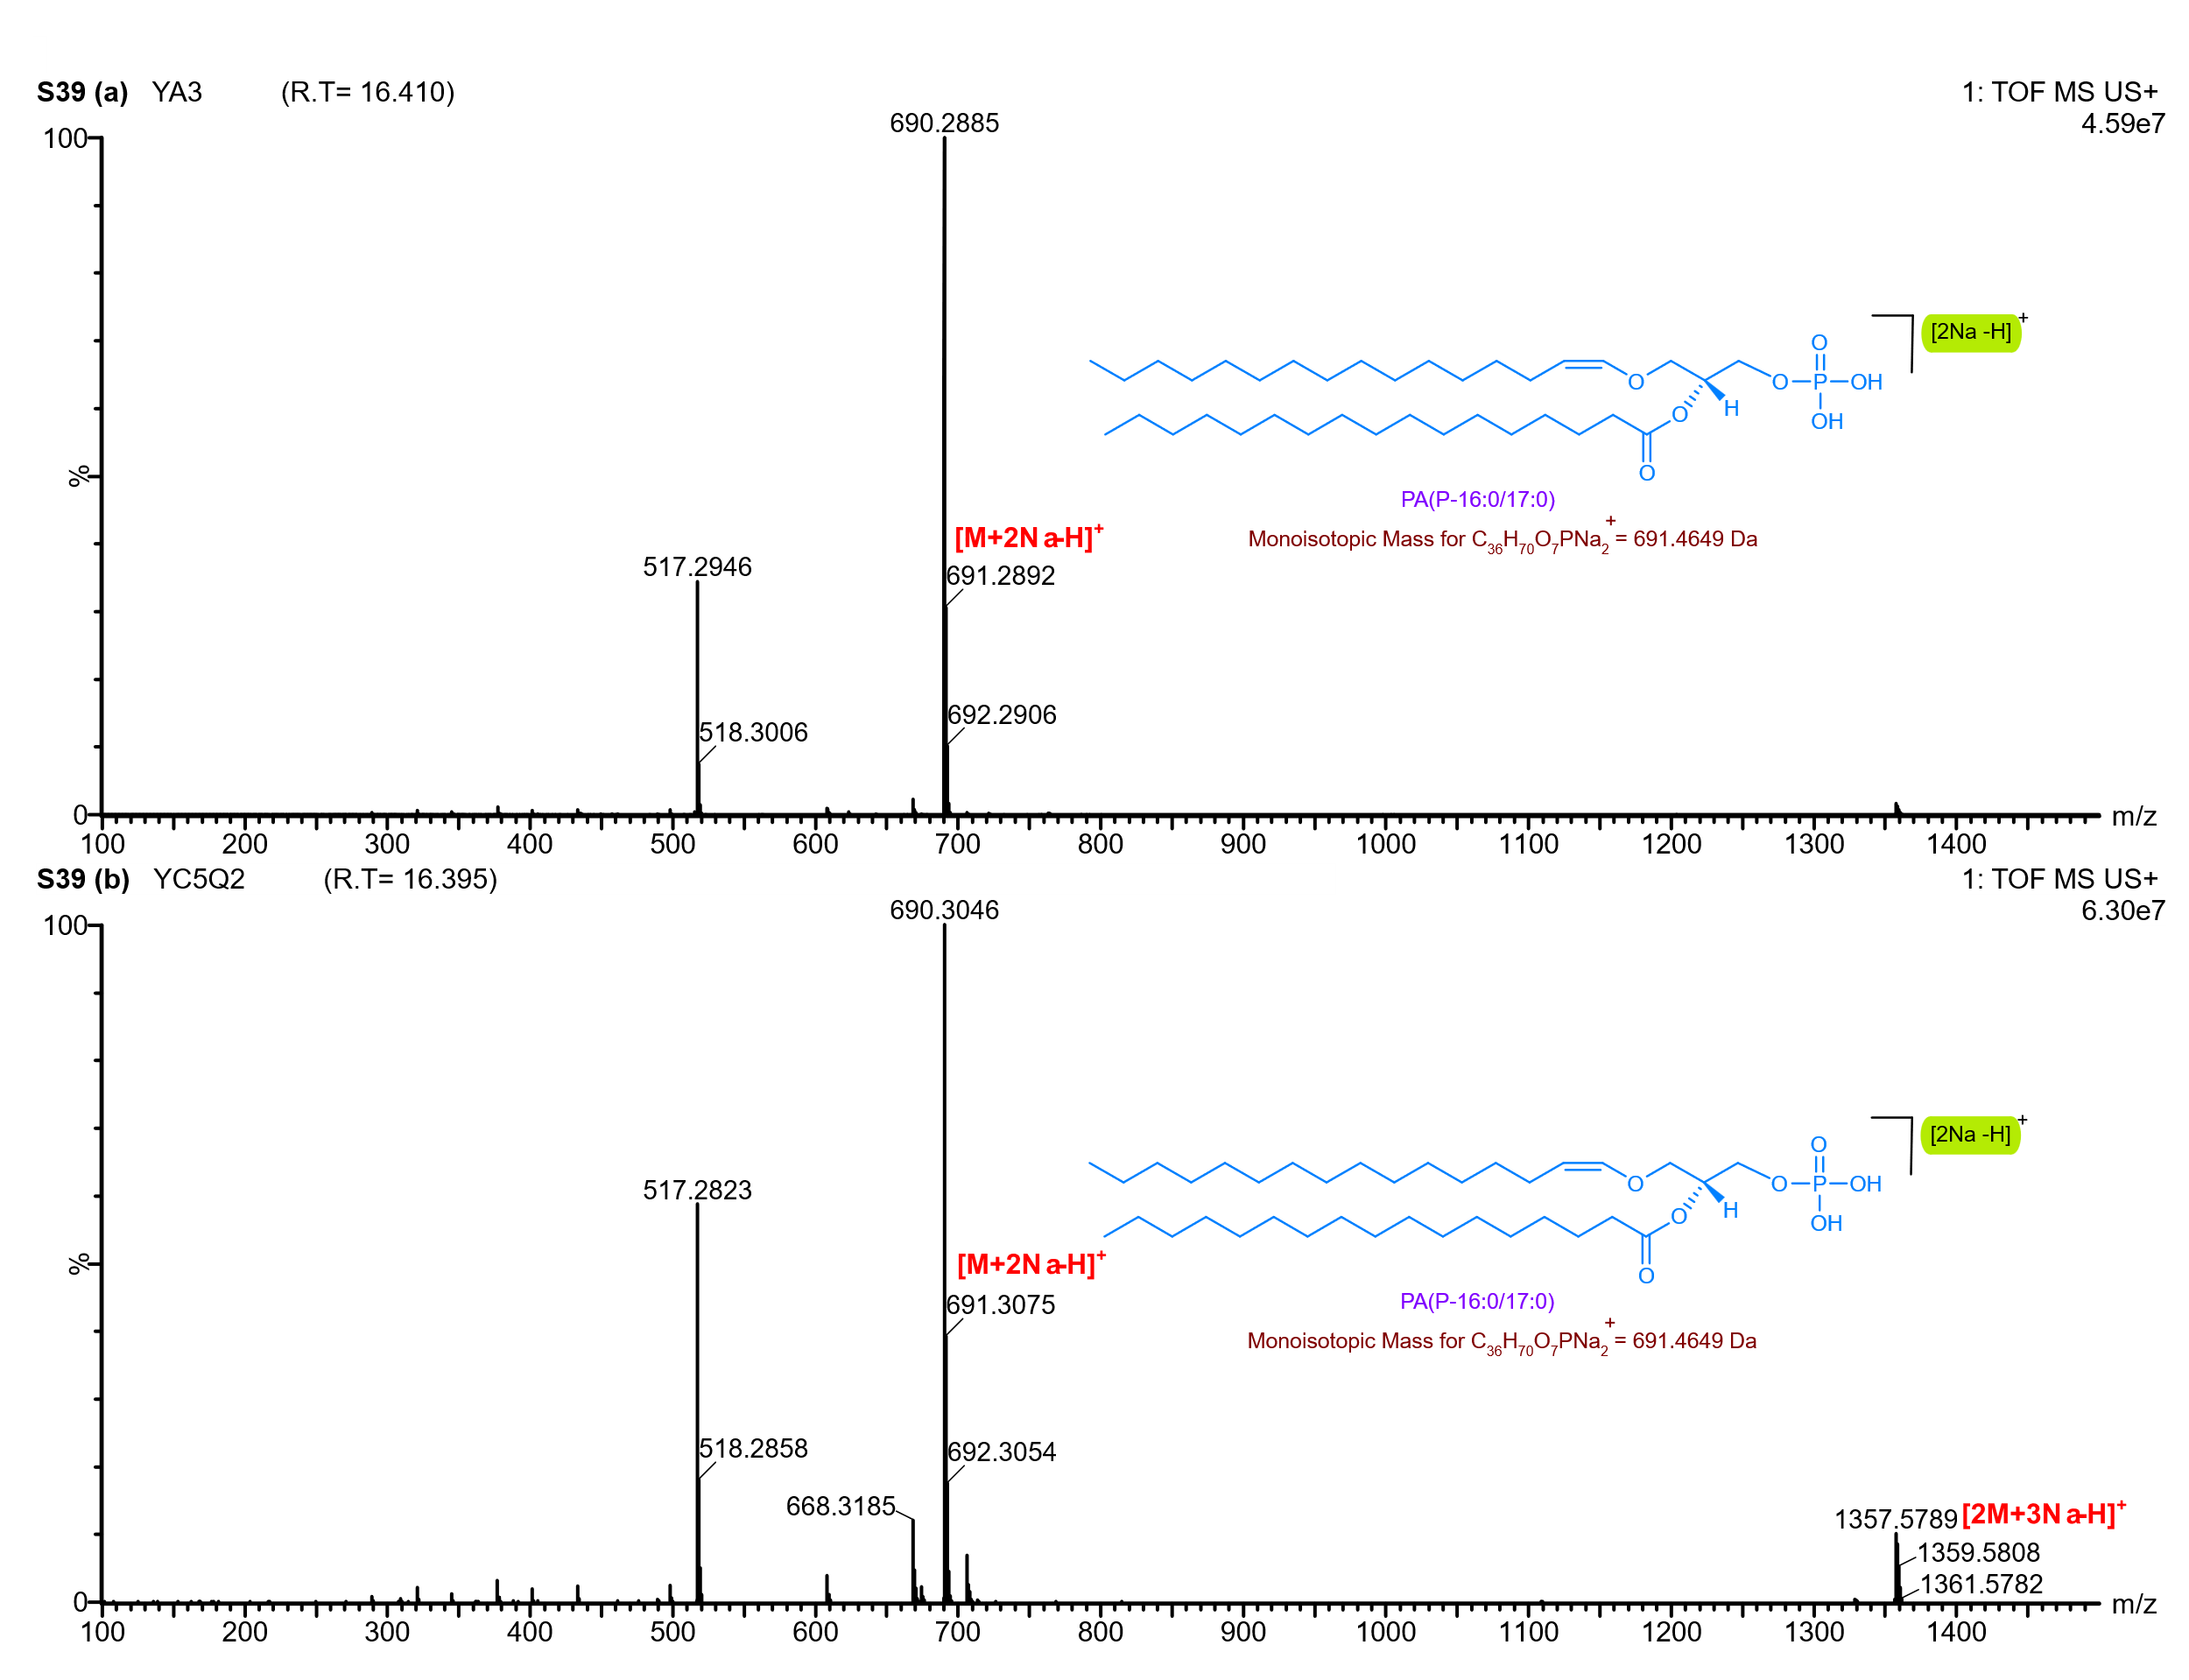 S39 (a) YA3 (R.T= 16.410)
1: TOF MS US+
4.59e7
100
690.2885
[2Na -H]+
O
O
O
P
OH
O
H
OH
O
%
PA(P-16:0/17:0)
[M+2Na-H]+
Monoisotopic Mass for C36H70O7PNa2+ = 691.4649 Da
517.2946
691.2892
692.2906
518.3006
0
m/z
100 200 300 400 500 600 700 800 900 1000 1100 1200 1300 1400
S39 (b) YC5Q2 (R.T= 16.395)
1: TOF MS US+
6.30e7
100
690.3046
[2Na -H]+
O
O
O
P
OH
O
H
OH
517.2823
%
[M+2Na-H]+
O
691.3075
PA(P-16:0/17:0)
Monoisotopic Mass for C36H70O7PNa2+ = 691.4649 Da
518.2858
692.3054
668.3185
1357.5789 [2M+3Na-H]+
1359.5808
1361.5782
0
m/z
100 200 300 400 500 600 700 800 900 1000 1100 1200 1300 1400